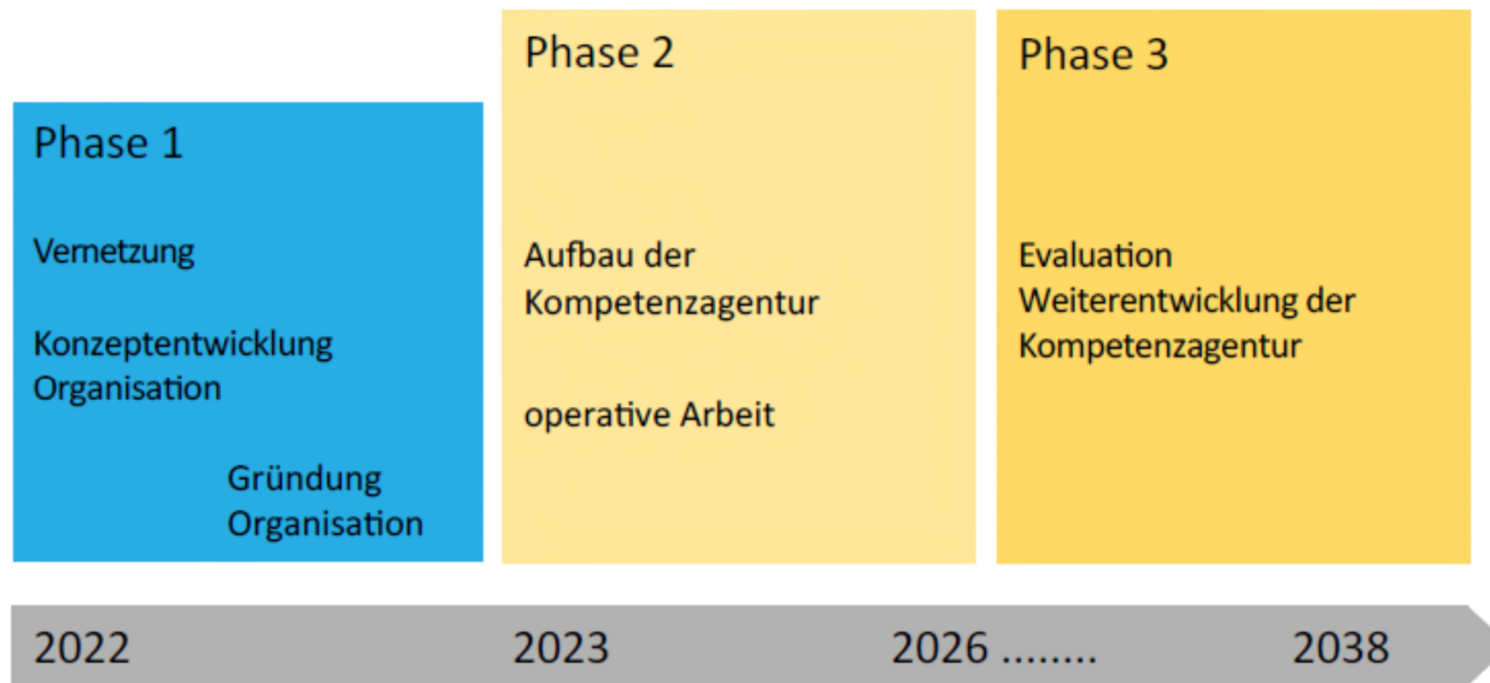 Phase 1
Vernetzung
Konzeptentwicklung
Organisation
Gründung
Organisation
Phase 2
Aufbau der
Kompetenzagentur
operative Arbeit
Phase 3
Evaluation
Weiterentwicklung der
Kompetenzagentur
2022 2023 2026 ........ 2038